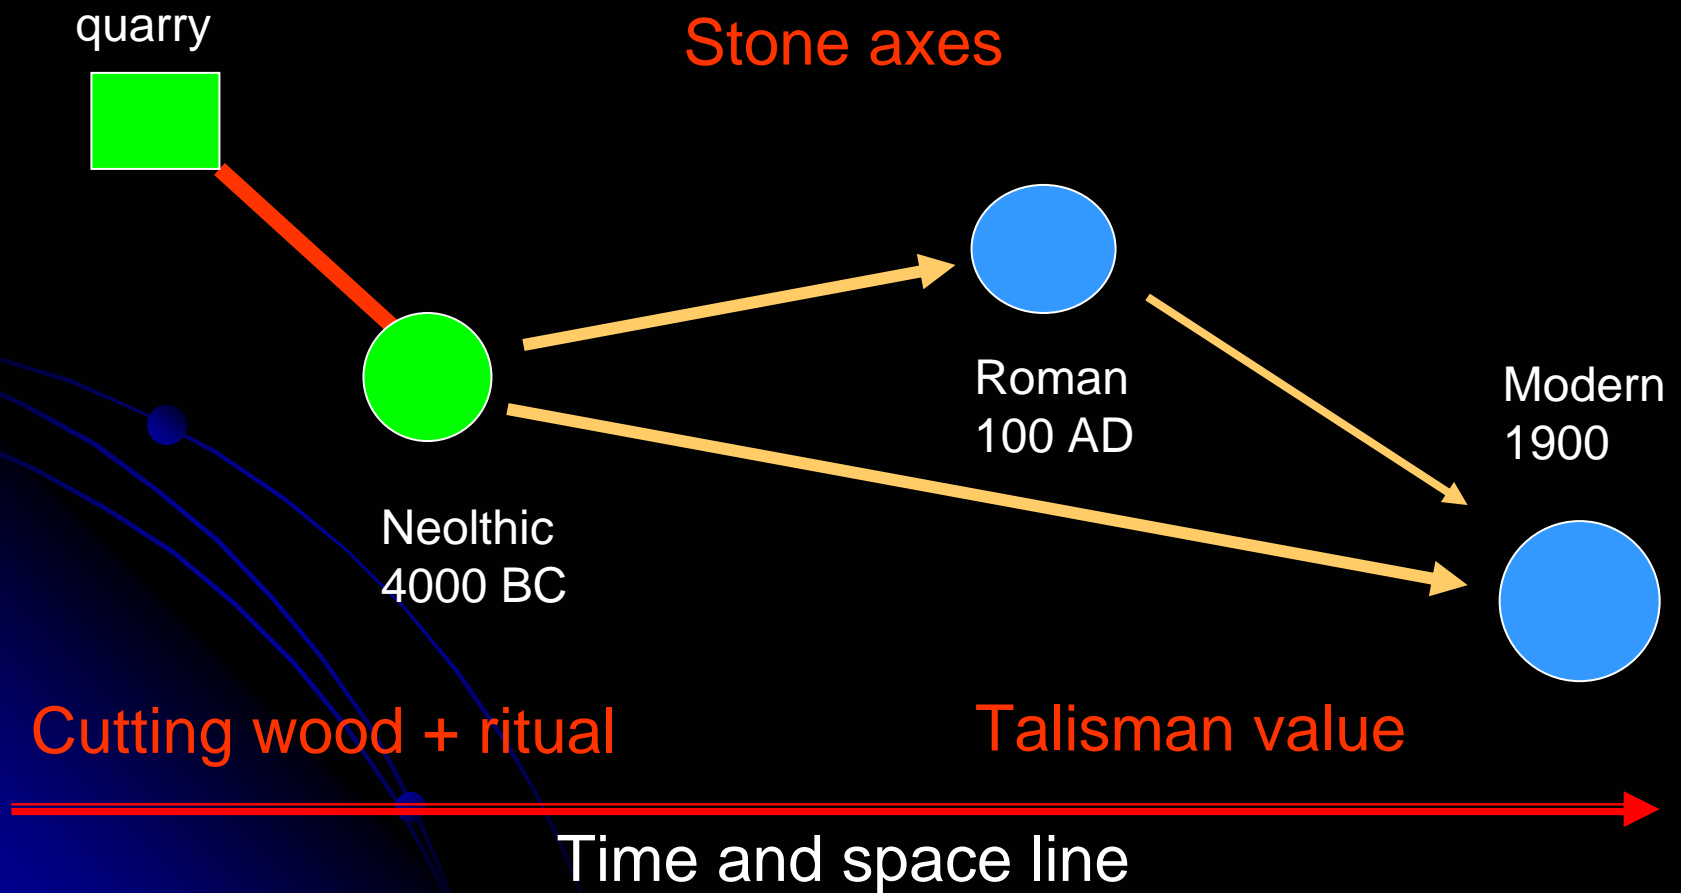 quarry
Stone axes
Roman
100 AD
Modern
1900
Neolthic
4000 BC
Cutting wood + ritual
Talisman value
Time and space line